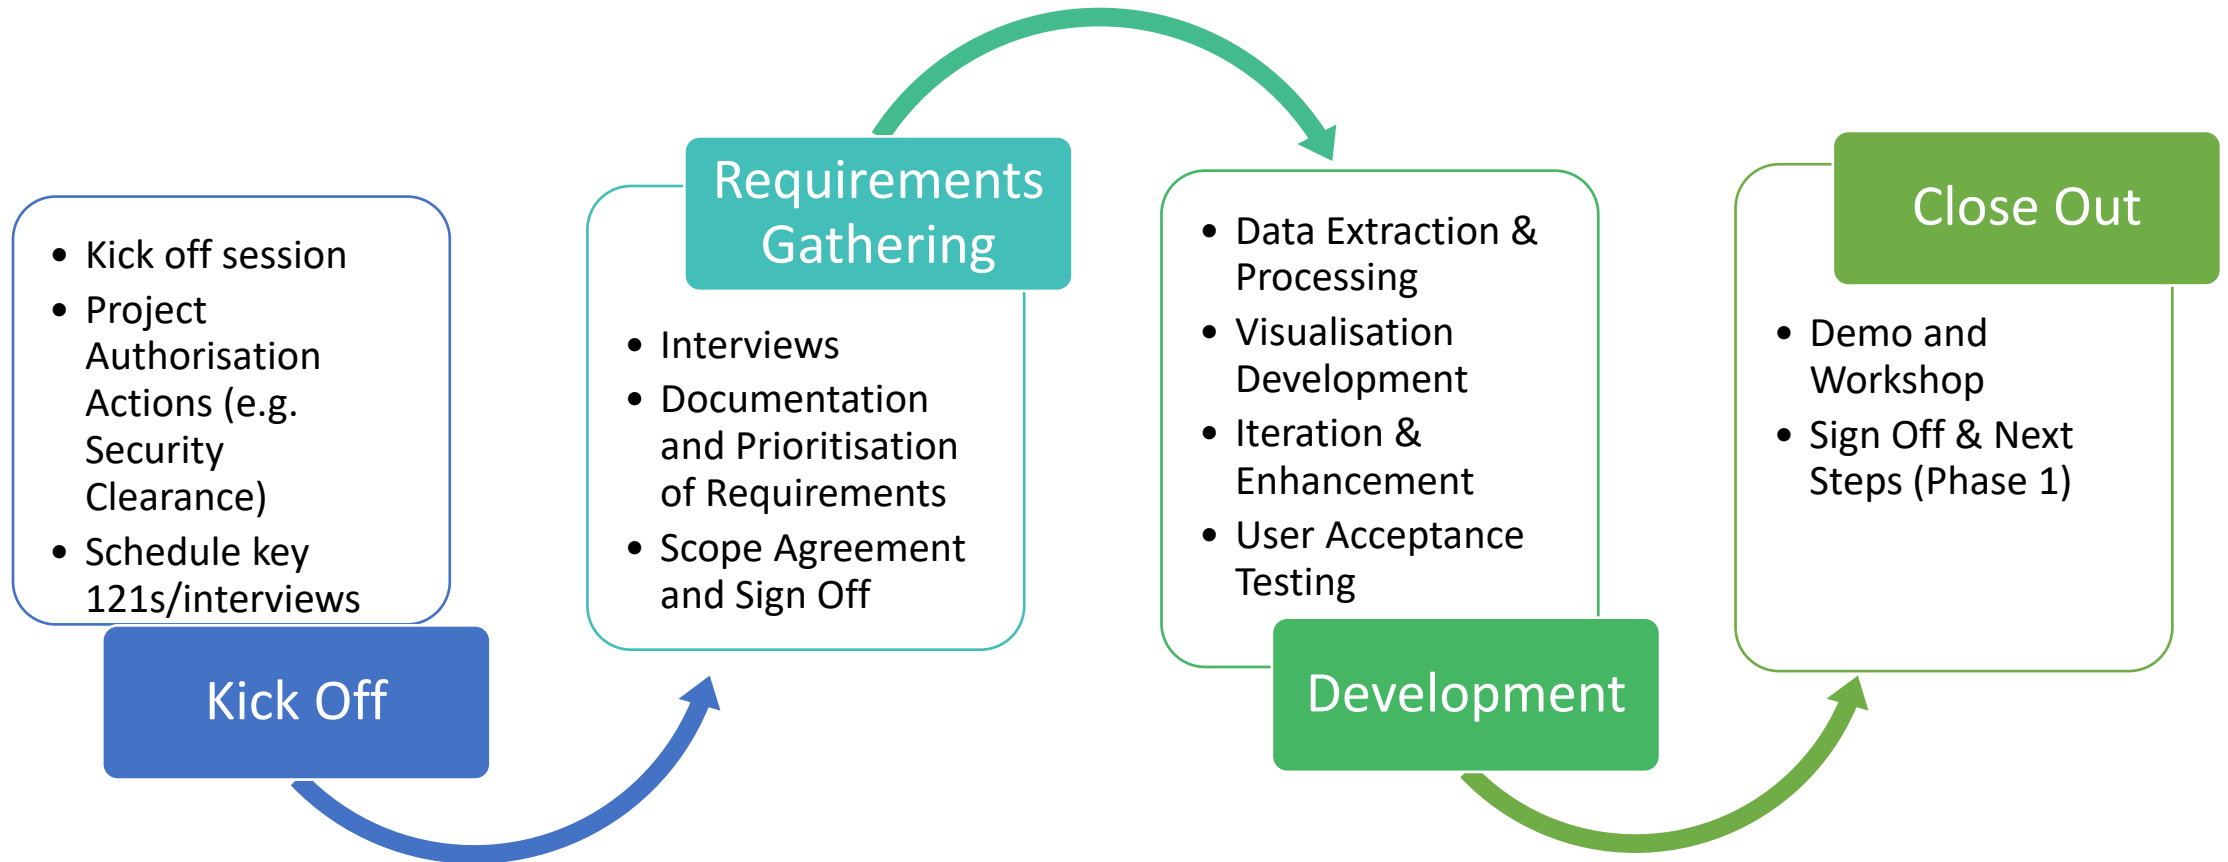 • Kick off session
• Project
Authorisation
Actions (e.g.
Security
Clearance)
• Schedule key
121s/interviews
Kick Off
Requirements
Gathering
• Interviews
• Documentation
and Prioritisation
of Requirements
• Scope Agreement
and Sign Off
• Data Extraction &
Processing
• Visualisation
Development
• Iteration &
Enhancement
• User Acceptance
Testing
Development
Close Out
• Demo and
Workshop
• Sign Off & Next
Steps (Phase 1)